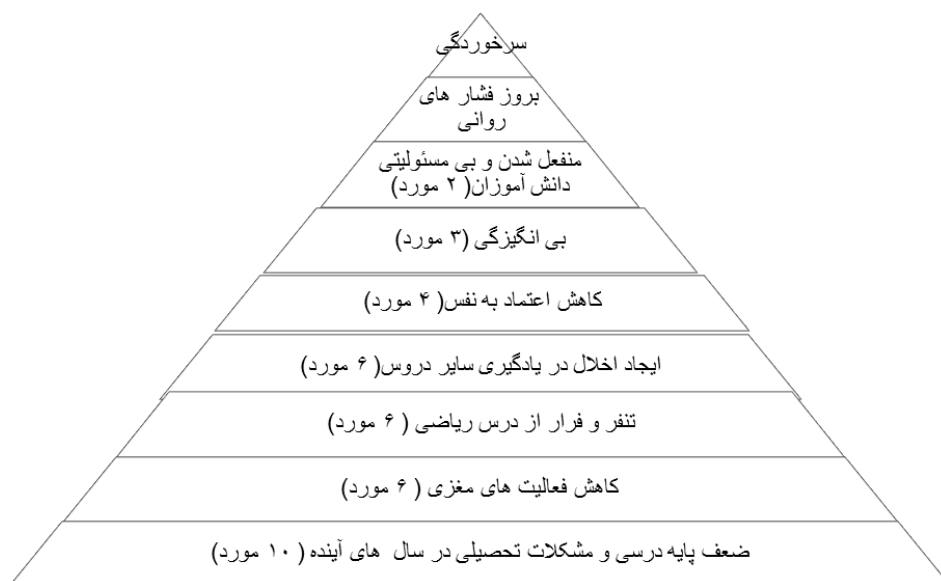 سرخوردگی
بروز فشار های
روانی
منفعل شدن و بی مسئولیتی
دانش آموزان( ۲ مورد)
بی انگیزگی (۳ مورد)
کاهش اعتماد به نفس( ۴ مورد)
ایجاد اخلال در یادگیری سایر دروس( ۶ مورد)
تنفر و فرار از درس ریاضی ( ۶ مورد)
کاهش فعالیت های مغزی ( ۶ مورد)
ضعف پایه درسی و مشکلات تحصیلی در سال های آینده ( ۱۰ مورد)